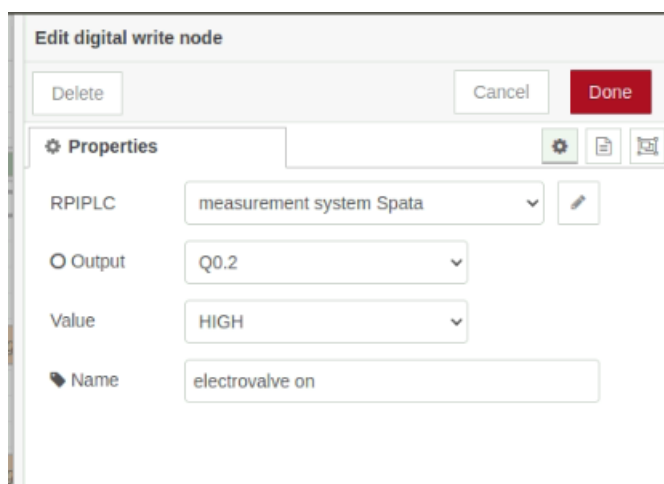 Edit digital write node
Delete Cancel Done
Properties
RPIPLC measurement system Spata
Output Q0.2
Value HIGH
Name electrovalve on